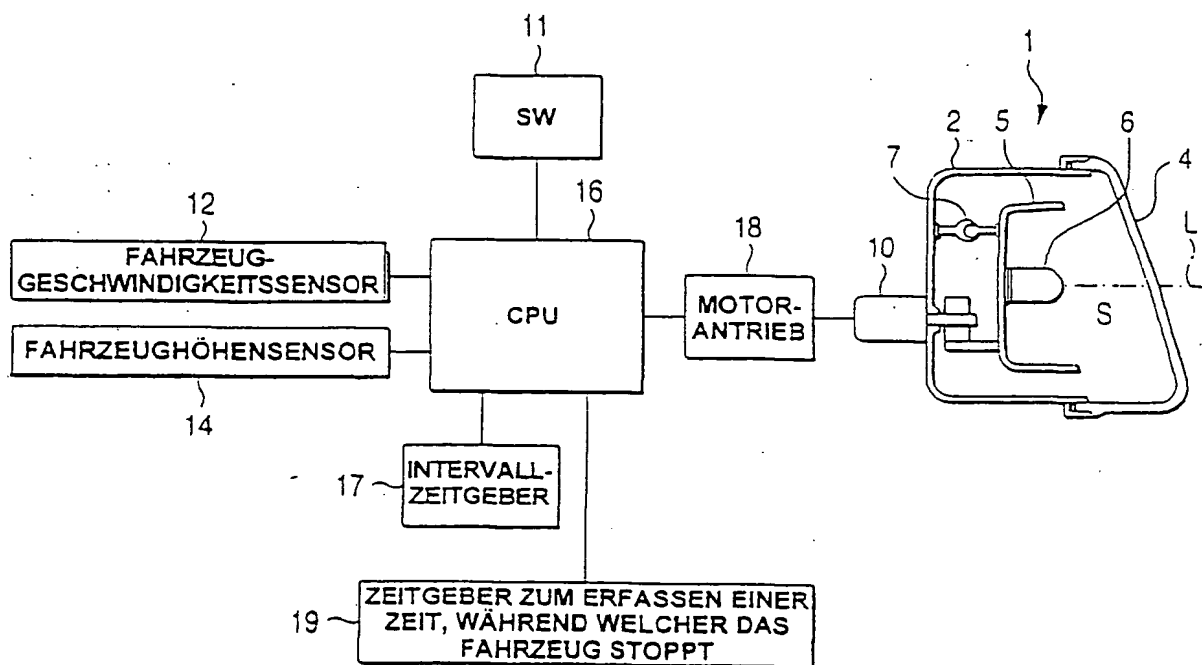 11
SW
1
2
5
6
4
7
16
12
FAHRZEUG-
GESCHWINDIGKEITSSENSOR
18
10
L
CPU
MOTOR-
ANTRIEB
S
FAHRZEUGHÖHENSENSOR
14
INTERVALL-
ZEITGEBER
17
ZEITGEBER ZUM ERFASSEN EINER
ZEIT, WÄHREND WELCHER DAS
FAHRZEUG STOPPT
19